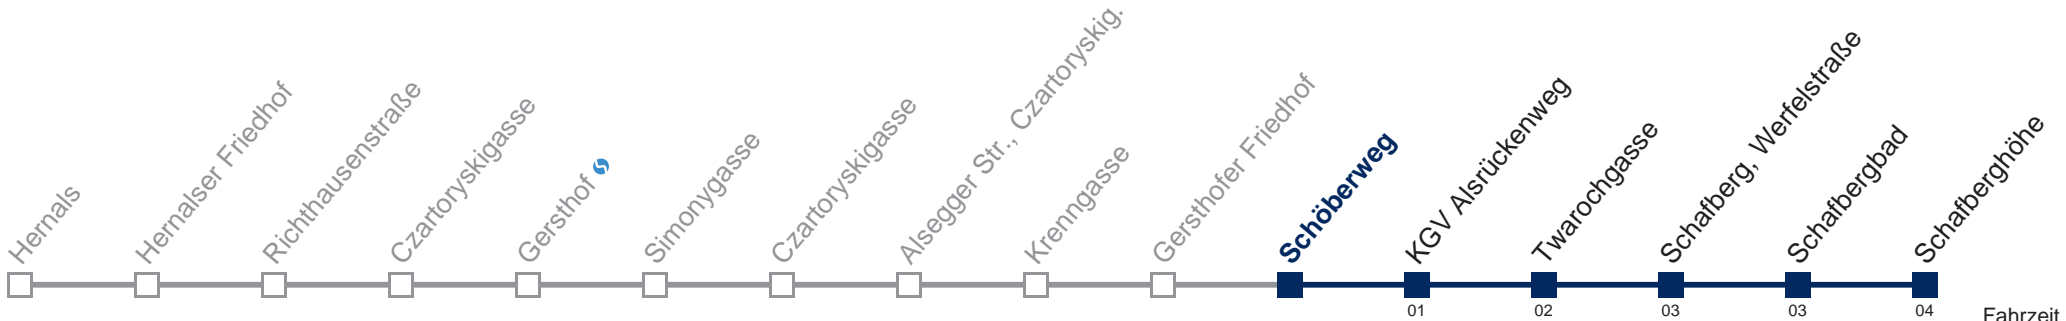 Hernals
Hernalser Friedhof
Richthausenstraße
Czartoryskigasse
Gersthof
Simonygasse
Czartoryskigasse
Alsegger Str., Czartoryskig.
Krenngasse
Gersthofer Friedhof
Schöberweg
KGV Alsrückenweg
Twarochgasse
Schafberg, Werfelstraße
Schafbergbad
Schafberghöhe
01 02 03 03 04 Fahrzeit